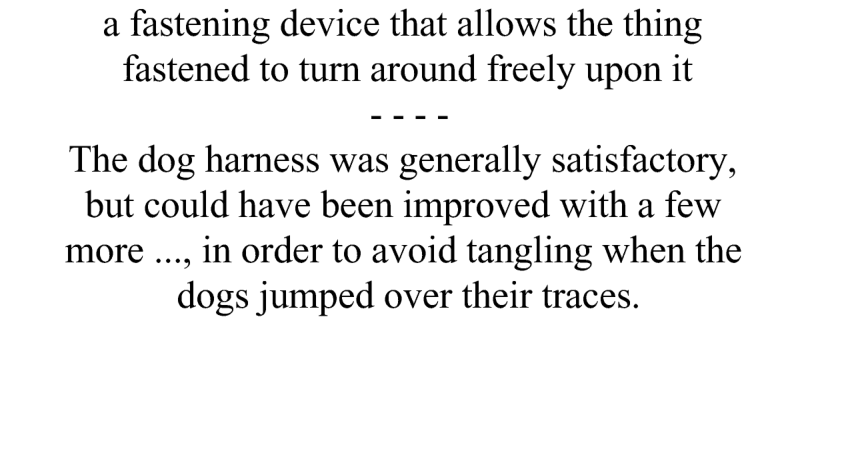 a fastening device that allows the thing
fastened to turn around freely upon it
- - - -
The dog harness was generally satisfactory,
but could have been improved with a few
more ..., in order to avoid tangling when the
dogs jumped over their traces.